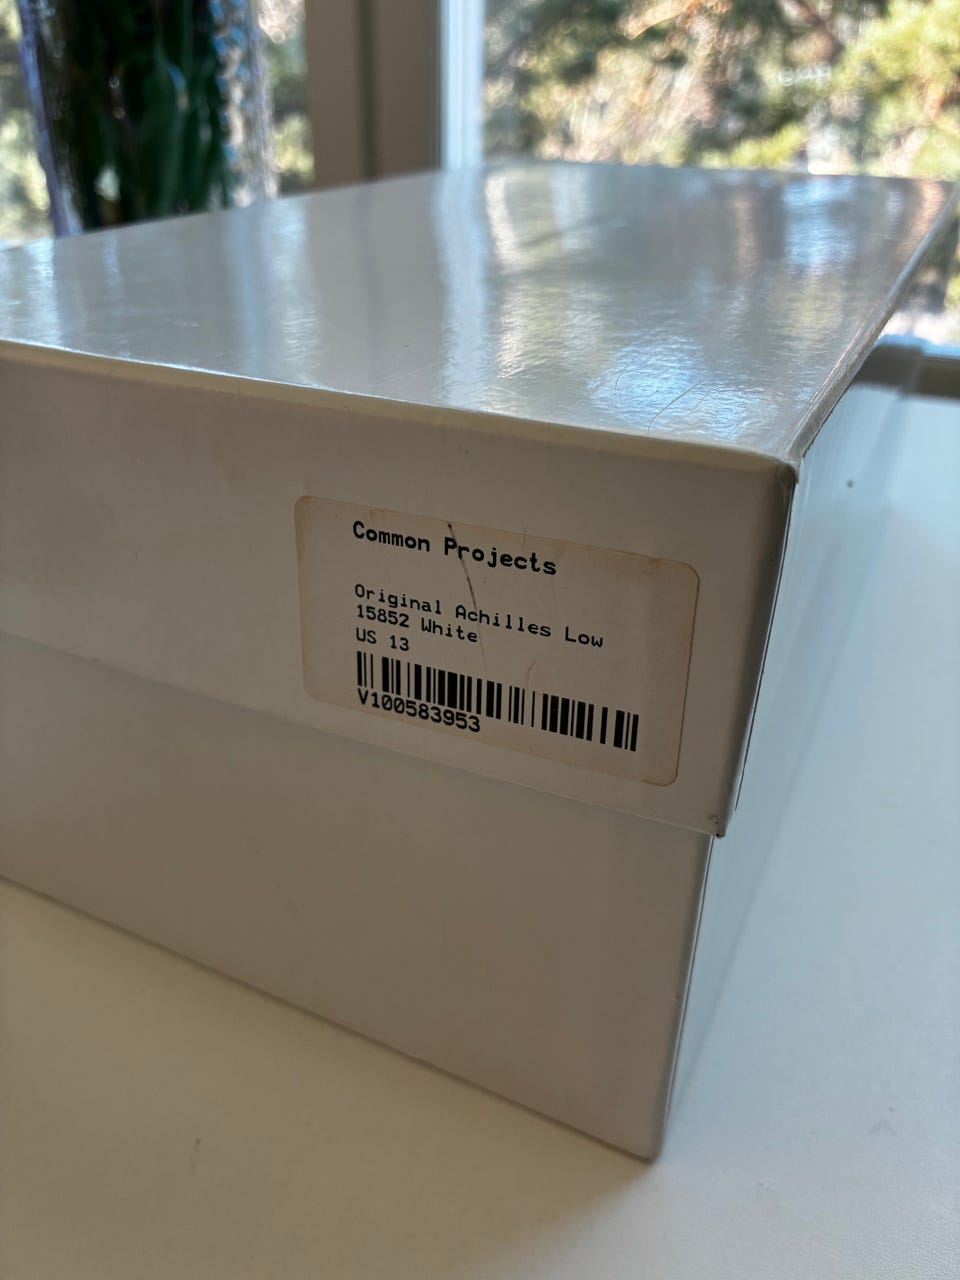 Common Projects
Original Achilles Low
15852 White
US 13
V100583953